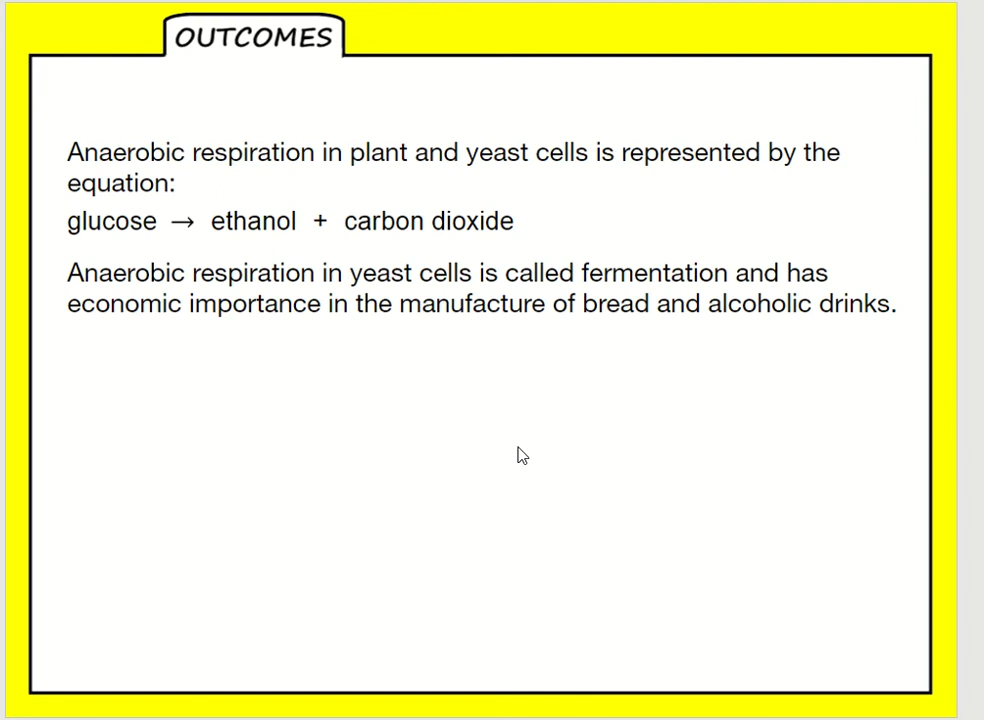 OUTCOMES
Anaerobic respiration in plant and yeast cells is represented by the
equation:
glucose → ethanol + carbon dioxide
Anaerobic respiration in yeast cells is called fermentation and has
economic importance in the manufacture of bread and alcoholic drinks.